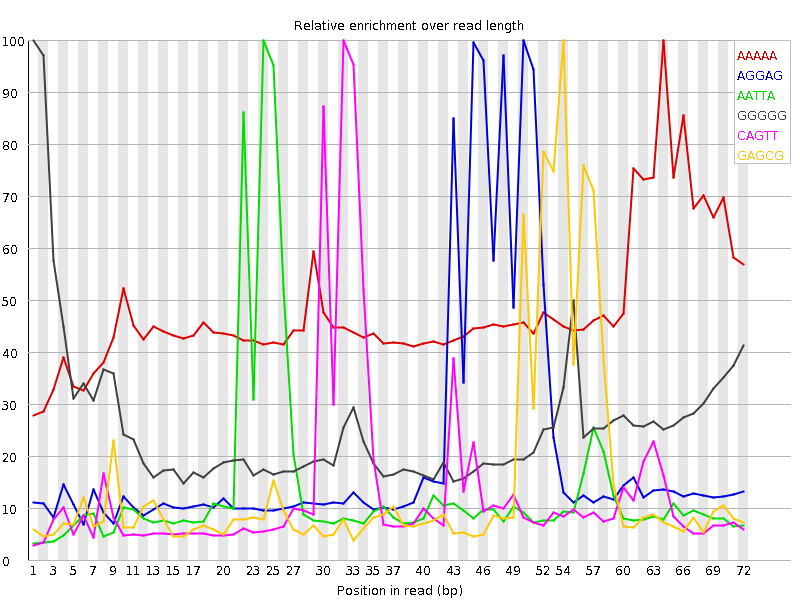 Relative enrichment over read length
100
90
80
70
60
50
40
30
20
10
0
AAAAA
AGGAG
AATTA
GGGGG
CAGTT
GAGCG
1 3 5 7 9 11 13 15 17 20 23 25 27 30 33 35 37 40 43 46 49 52 54 57 60 63 66 69 72
Position in read (bp)